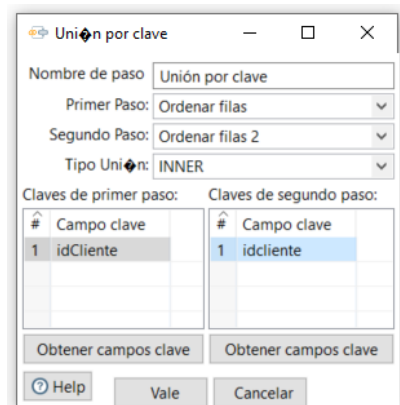 Uni�n por clave
Nombre de paso Unión por clave
Primer Paso: Ordenar filas
Segundo Paso: Ordenar filas 2
Tipo Uni�n: INNER
Claves de primer paso: Claves de segundo paso:
# Campo clave # Campo clave
1 idCliente 1 idcliente
Obtener campos clave Obtener campos clave
Help Vale Cancelar